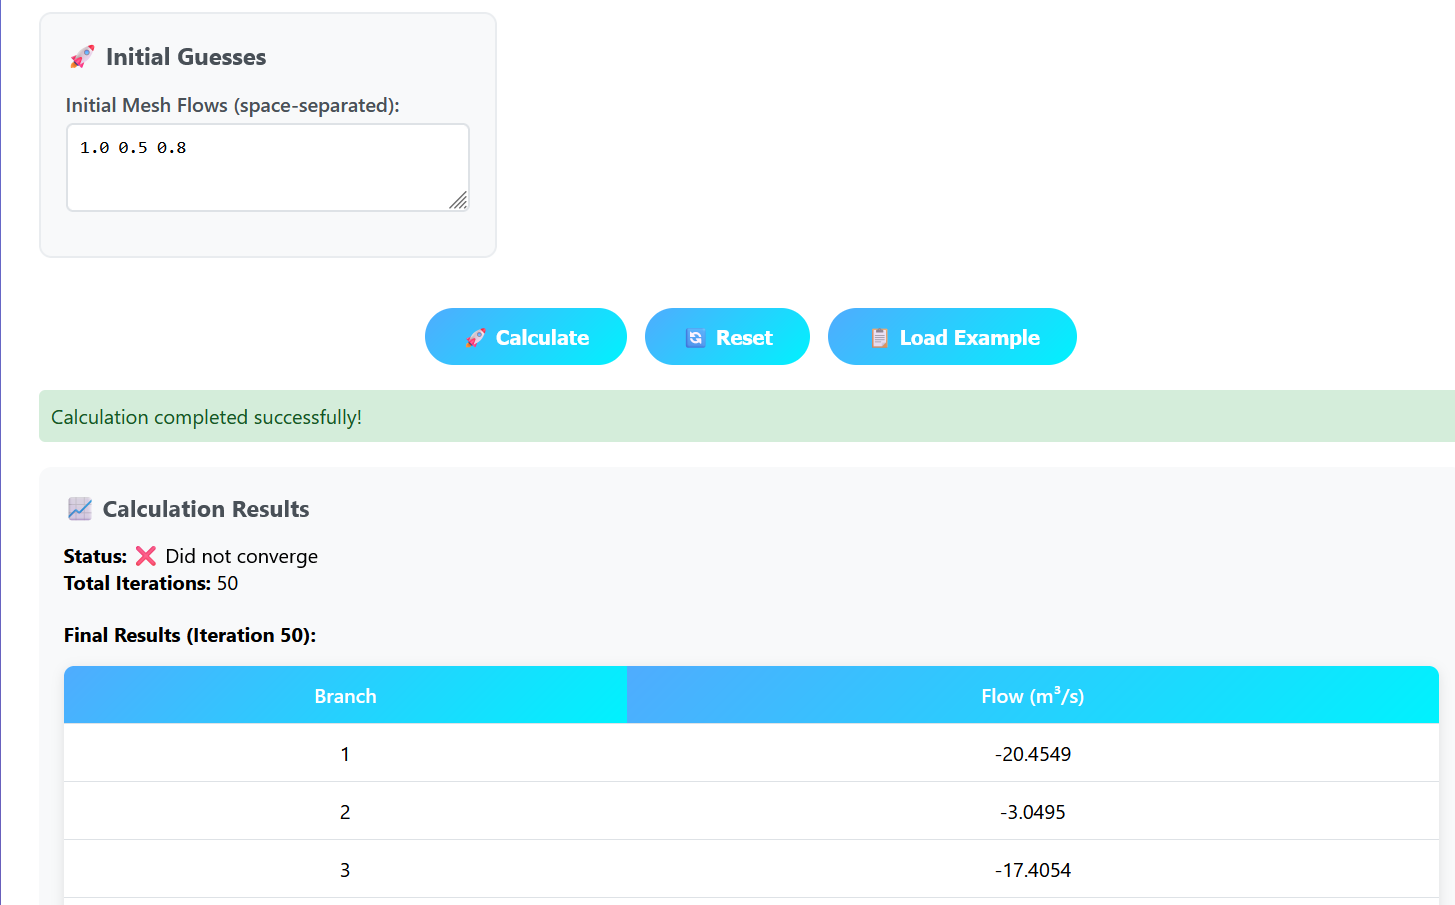 Initial Guesses
Initial Mesh Flows (space-separated):
1.0 0.5 0.8
Calculate
Reset
Load Example
Calculation completed successfully!
Calculation Results
Status: ❌ Did not converge
Total Iterations: 50
Final Results (Iteration 50):
Branch Flow (m³/s)
1 -20.4549
2 -3.0495
3 -17.4054